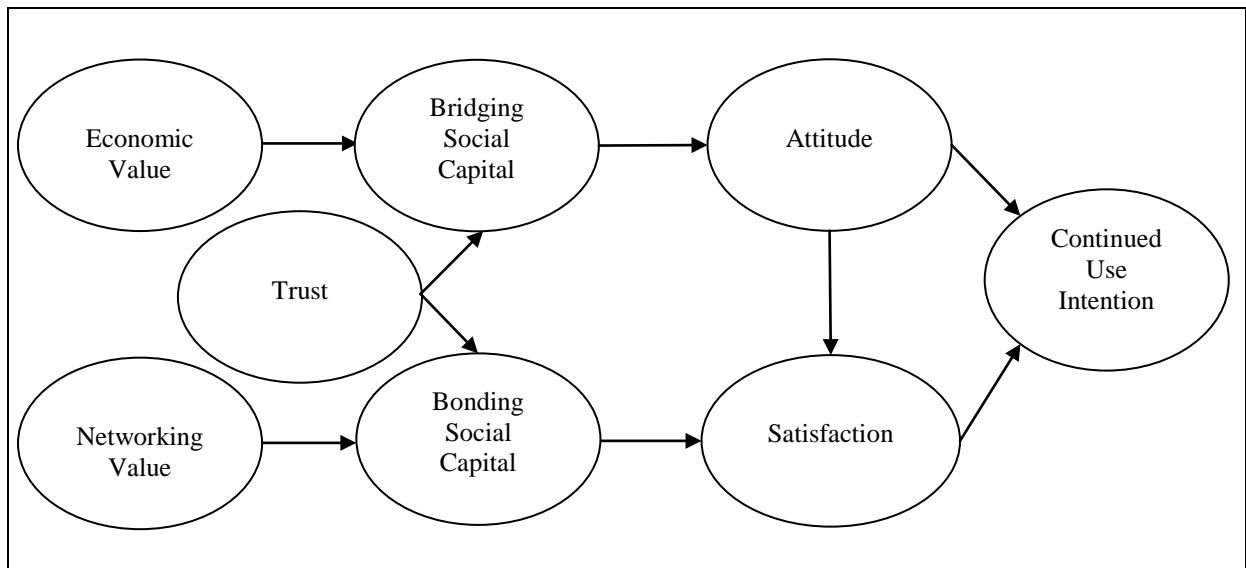 Economic
Value
Bridging
Social
Capital
Attitude
Trust
Continued
Use
Intention
Networking
Value
Bonding
Social
Capital
Satisfaction